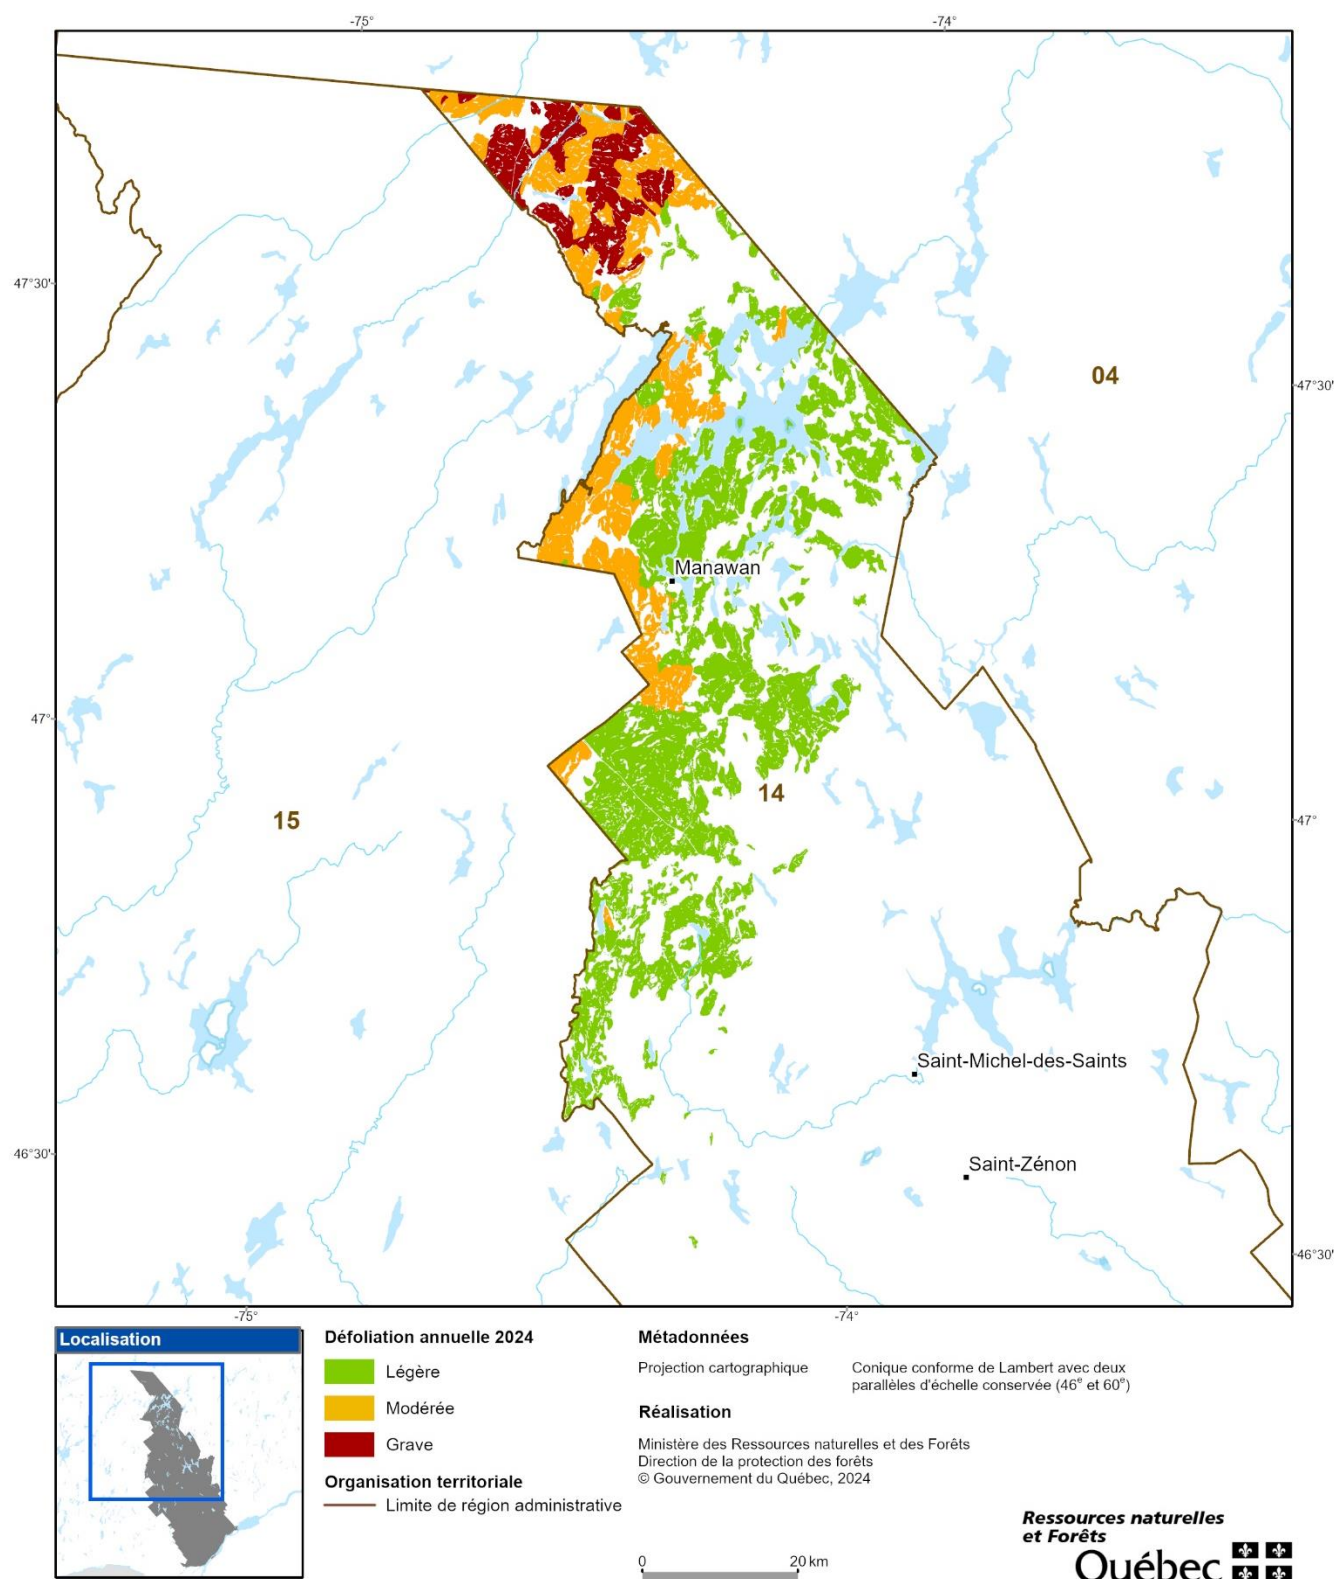 -75°
-74°
47°30'
04
47°30'
Manawan
47°
14
15
47°
Saint-Michel-des-Saints
46°30'
Saint-Zénon
46°30'
-75°
-74°
Localisation
Défoliation annuelle 2024
Légère
Modérée
Grave
Organisation territoriale
Limite de région administrative
Métadonnées
Projection cartographique
Conique conforme de Lambert avec deux
parallèles d'échelle conservée (46e et 60e)
Réalisation
Ministère des Ressources naturelles et des Forêts
Direction de la protection des forêts
© Gouvernement du Québec, 2024
0
20 km
Ressources naturelles
et Forêts
Québec